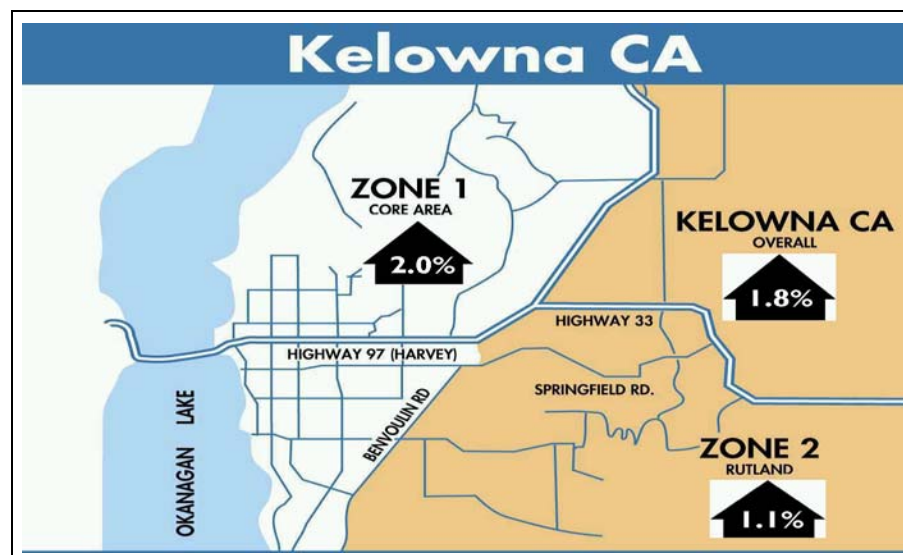 Kelowna CA
ZONE 1
CORE AREA
2.0%
KELOWNA CA
OVERALL
1.8%
HIGHWAY 33
HIGHWAY 97 (HARVEY)
SPRINGFIELD RD.
BENVOULIN RD
OKANAGAN LAKE
ZONE 2
RUTLAND
1.1%